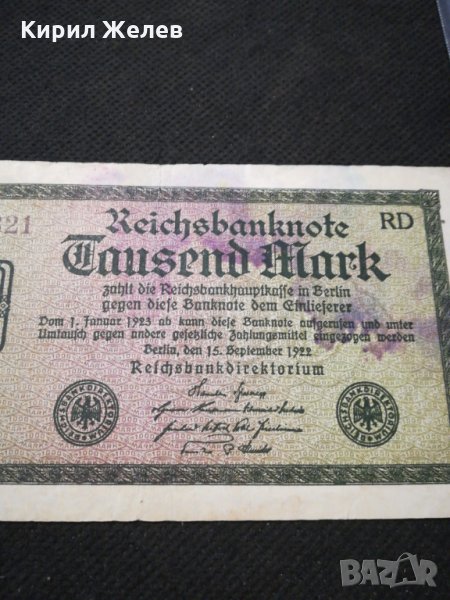 Кирил Желев
321
Reichsbanknote
RD
Tausend Mark
zahlt die Reichsbankhauptkasse in Berlin
gegen diese Banknote dem Einlieferer
Vom 1. Januar 1923 ab kann diese Banknote aufgerufen und unter
Umtausch gegen andere gesetzliche Zahlungsmittel eingezogen werden
Berlin, den 15. September 1922
Reichsbankdirektorium
BAZAR